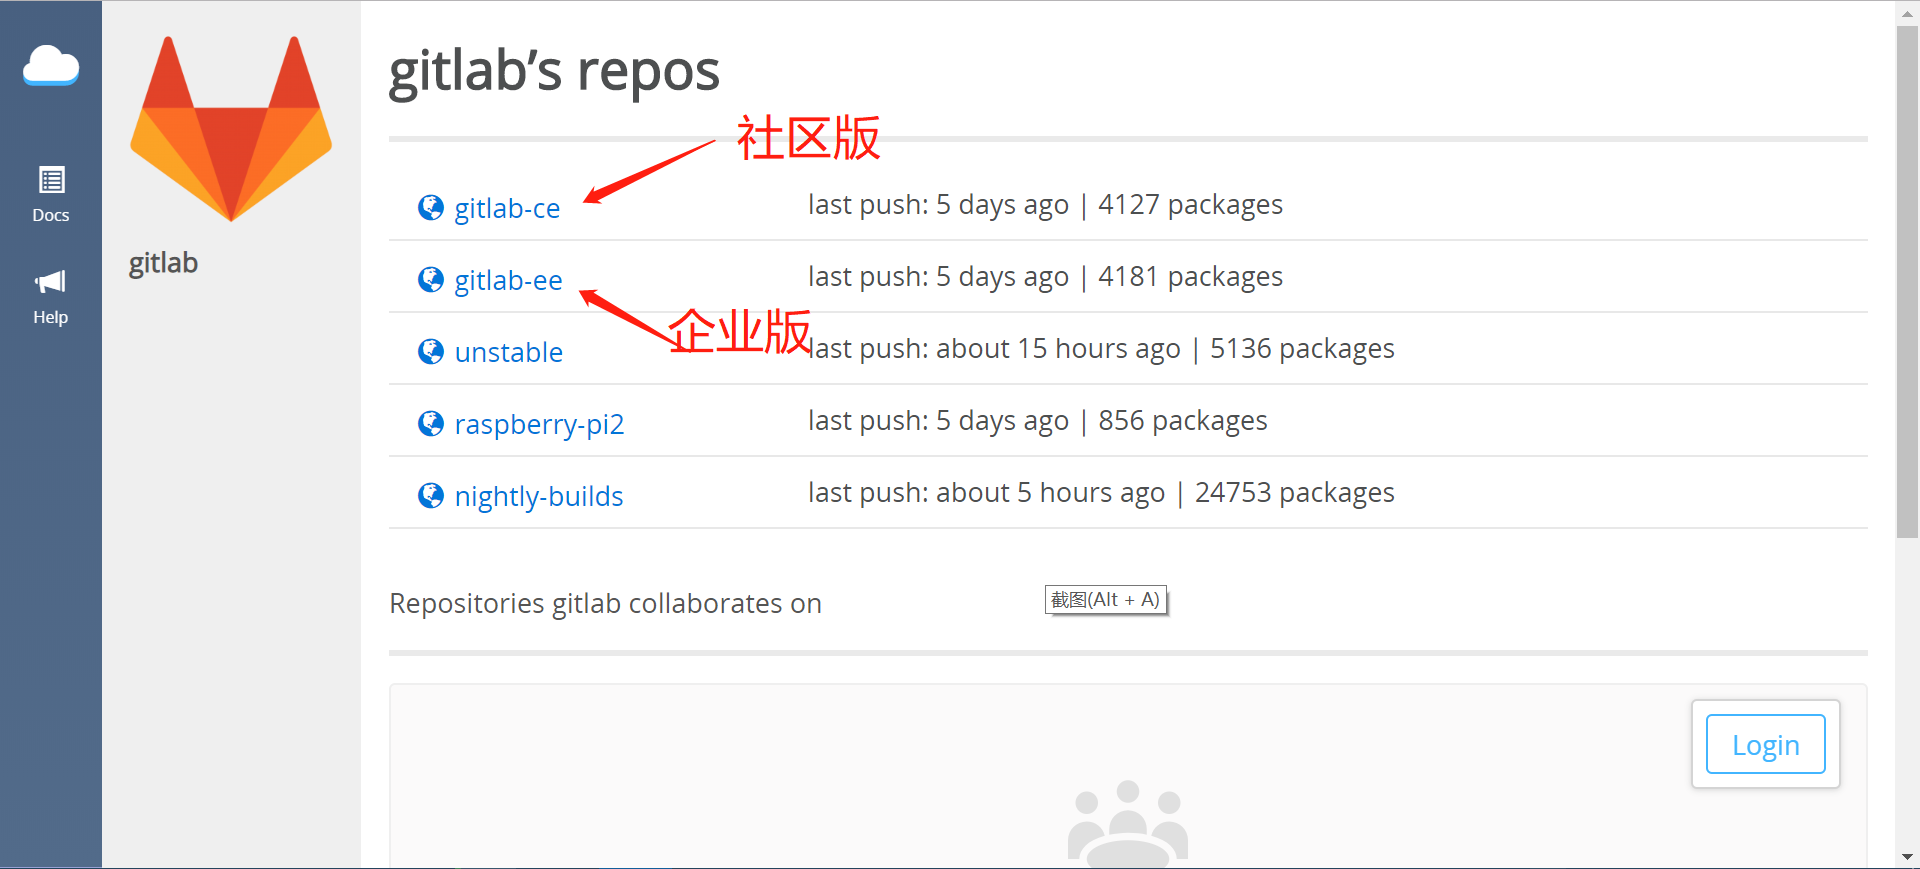 gitlab’s repos
社区版
gitlab-ce last push: 5 days ago | 4127 packages
gitlab-ee last push: 5 days ago | 4181 packages
企业版
unstable last push: about 15 hours ago | 5136 packages
raspberry-pi2 last push: 5 days ago | 856 packages
nightly-builds last push: about 5 hours ago | 24753 packages
Docs
Help
gitlab
Repositories gitlab collaborates on
截图(Alt + A)
Login